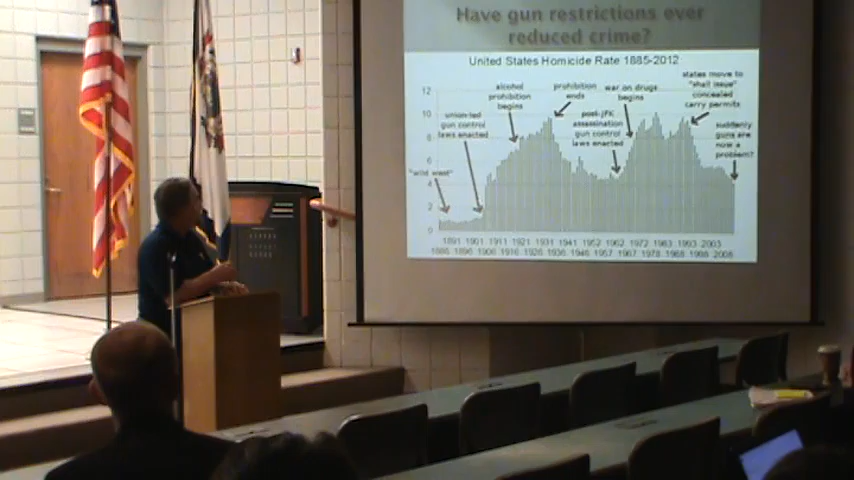 Have gun restrictions ever
reduced crime?
United States Homicide Rate 1885-2012
states move to
"shall issue"
concealed
carry permits
alcohol
prohibition
begins
prohibition
ends
war on drugs
begins
union-led
gun control
laws enacted
post-JFK
assassination
gun control
laws enacted
suddenly
guns are
now a
problem?
"wild west"
12
10
8
6
4
2
0
1891 1901 1911 1921 1931 1941 1952 1962 1972 1983 1993 2003
1886 1896 1906 1916 1926 1936 1946 1957 1967 1978 1988 1998 2008